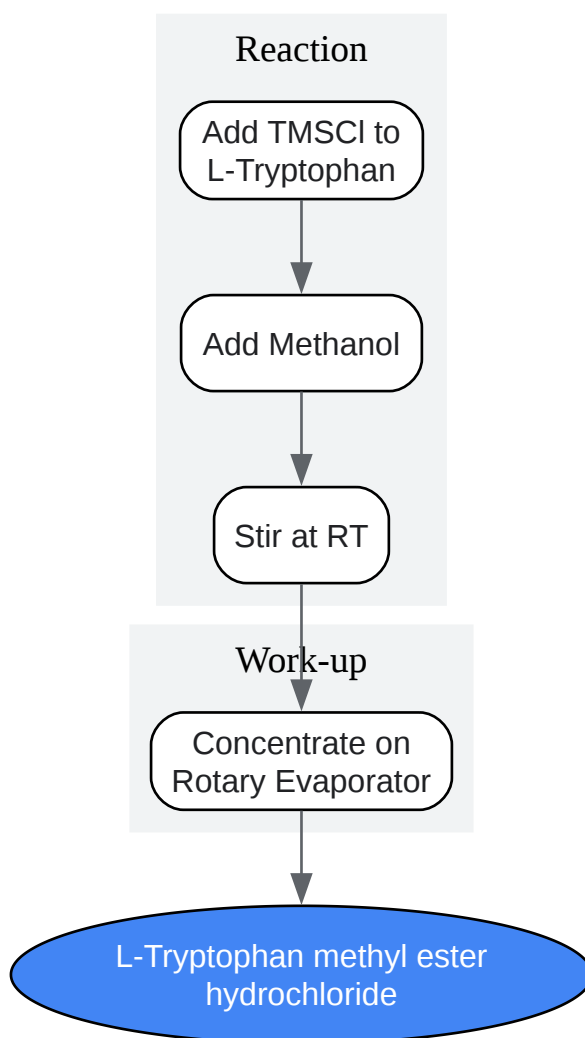 Reaction
Add TMSCl to
L-Tryptophan
Add Methanol
Stir at RT
Work-up
Concentrate on
Rotary Evaporator
L-Tryptophan methyl ester
hydrochloride